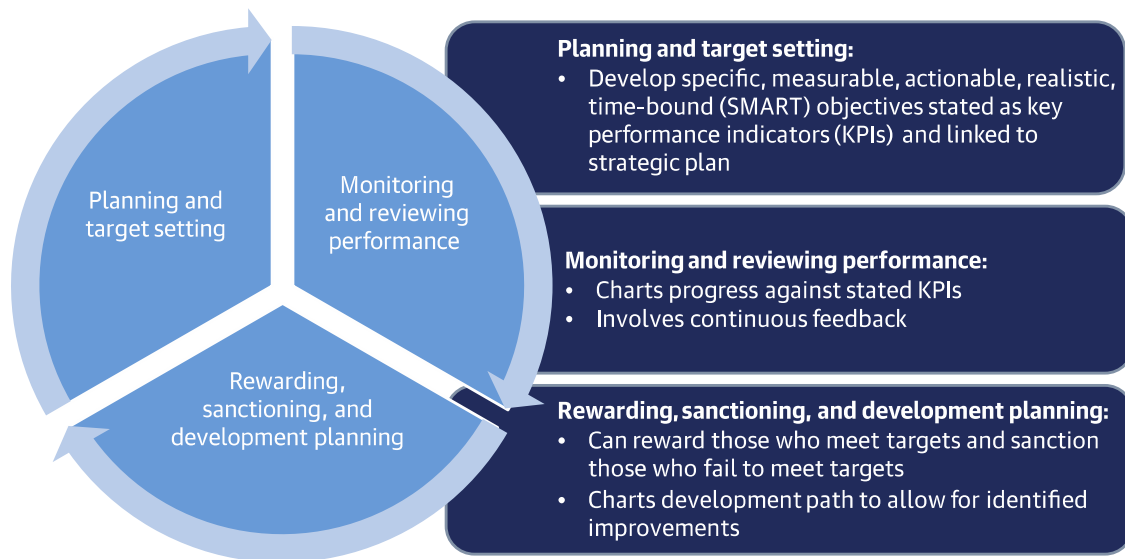 Planning and
target setting
Monitoring
and reviewing
performance
Rewarding,
sanctioning, and
development planning
Planning and target setting:
• Develop specific, measurable, actionable, realistic,
time-bound (SMART) objectives stated as key
performance indicators (KPIs) and linked to
strategic plan
Monitoring and reviewing performance:
• Charts progress against stated KPIs
• Involves continuous feedback
Rewarding, sanctioning, and development planning:
• Can reward those who meet targets and sanction
those who fail to meet targets
• Charts development path to allow for identified
improvements